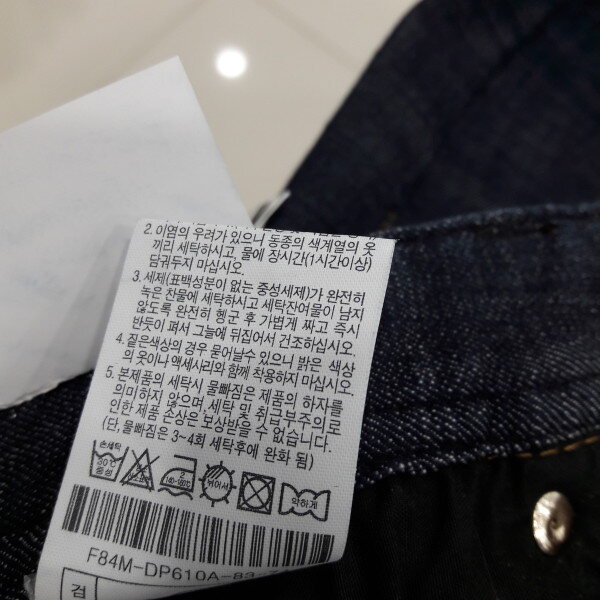 2. 이염의 우려가 있으니 동종의 색계열의 옷
끼리 세탁하시고, 물에 장시간(1시간이상)
담궈두지 마십시오.
3. 세제(표백성분이 없는 중성세제)가 완전히
녹은 찬물에 세탁하시고 세탁잔여물이 남지
않도록 완전히 헹군 후 가볍게 짜고 즉시
반듯이 펴서 그늘에 뒤집어서 건조하십시오.
4. 짙은색상의 경우 묻어날수 있으니 밝은 색상
의 옷이나 액세서리와 함께 착용하지 마십시오.
5. 본제품의 세탁시 물빠짐은 제품의 하자를
의미하지 않으며, 세탁 및 취급부주의로
인한 제품 손상은 보상받을 수 없습니다.
(단, 물빠짐은 3~4회 세탁후에 완화 됨)
손세탁 30℃ 중성 뉘어서 약하게
F84M-DP610A-83-
검